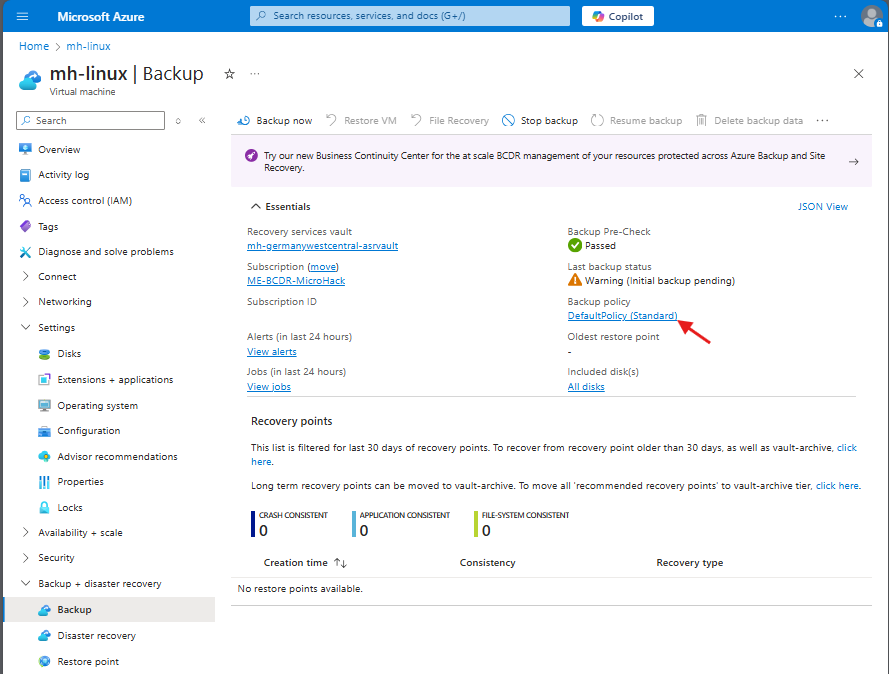 Microsoft Azure
Search resources, services, and docs (G+/)
Copilot
Home > mh-linux
mh-linux | Backup
Virtual machine
Search
Overview
Activity log
Access control (IAM)
Tags
Diagnose and solve problems
Connect
Networking
Settings
Disks
Extensions + applications
Operating system
Configuration
Advisor recommendations
Properties
Locks
Availability + scale
Security
Backup + disaster recovery
Backup
Disaster recovery
Restore point
Backup now Restore VM File Recovery Stop backup Resume backup Delete backup data
Try our new Business Continuity Center for the at scale BCDR management of your resources protected across Azure Backup and Site
Recovery.
Essentials
JSON View
Recovery services vault
mh-germanywestcentral-asrvault
Subscription (move)
ME-BCDR-MicroHack
Subscription ID
Alerts (in last 24 hours)
View alerts
Jobs (in last 24 hours)
View jobs
Backup Pre-Check
Passed
Last backup status
Warning (Initial backup pending)
Backup policy
DefaultPolicy (Standard)
Oldest restore point
-
Included disk(s)
All disks
Recovery points
This list is filtered for last 30 days of recovery points. To recover from recovery point older than 30 days, as well as vault-archive, click
here.
Long term recovery points can be moved to vault-archive. To move all 'recommended recovery points' to vault-archive tier, click here.
CRASH CONSISTENT
0
APPLICATION CONSISTENT
0
FILE-SYSTEM CONSISTENT
0
Creation time Consistency Recovery type
No restore points available.